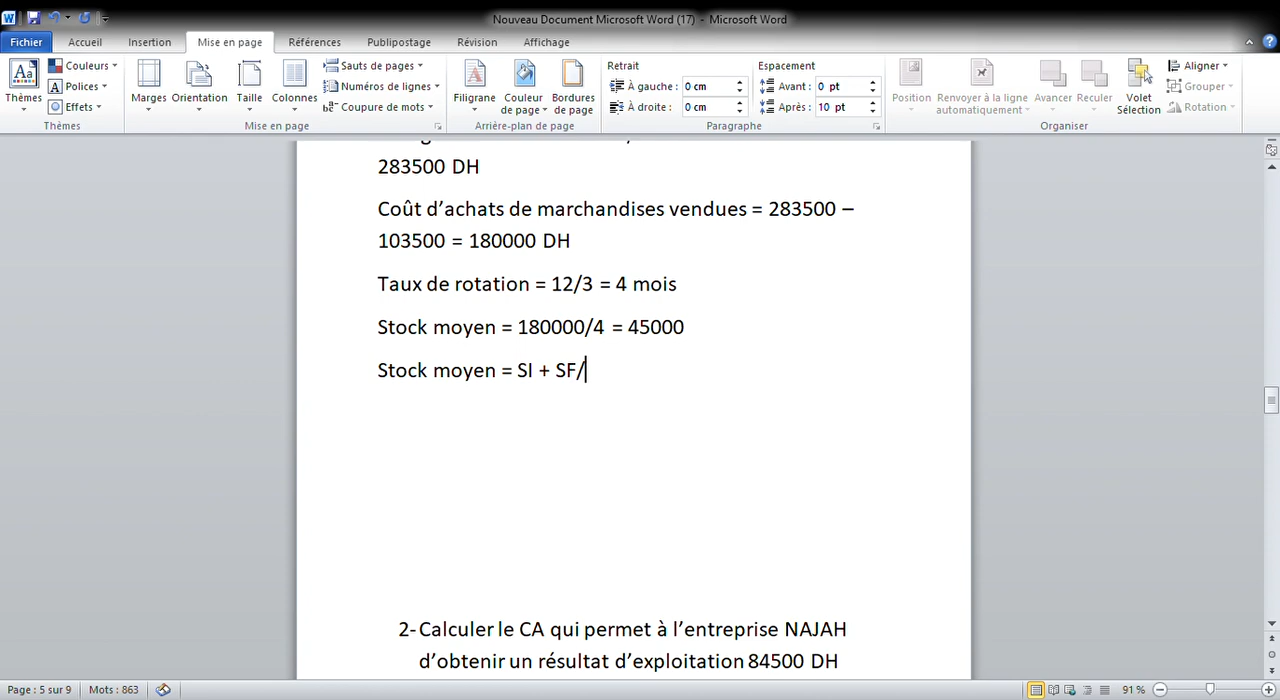 Nouveau Document Microsoft Word (17) - Microsoft Word
Fichier Accueil Insertion Mise en page Références Publipostage Révision Affichage
Thèmes Couleurs Polices Effets
Marges Orientation Taille Colonnes Sauts de pages Numéros de lignes Coupure de mots
Filigrane Couleur de page Bordures de page
Retrait À gauche : 0 cm À droite : 0 cm
Espacement Avant : 0 pt Après : 10 pt
Position Renvoyer à la ligne automatiquement Avancer Reculer Volet Sélection Aligner Grouper Rotation
Thèmes Mise en page Arrière-plan de page Paragraphe Organiser
283500 DH
Coût d’achats de marchandises vendues = 283500 –
103500 = 180000 DH
Taux de rotation = 12/3 = 4 mois
Stock moyen = 180000/4 = 45000
Stock moyen = SI + SF/
2- Calculer le CA qui permet à l’entreprise NAJAH
d’obtenir un résultat d’exploitation 84500 DH
Page : 5 sur 9 Mots : 863 91 %